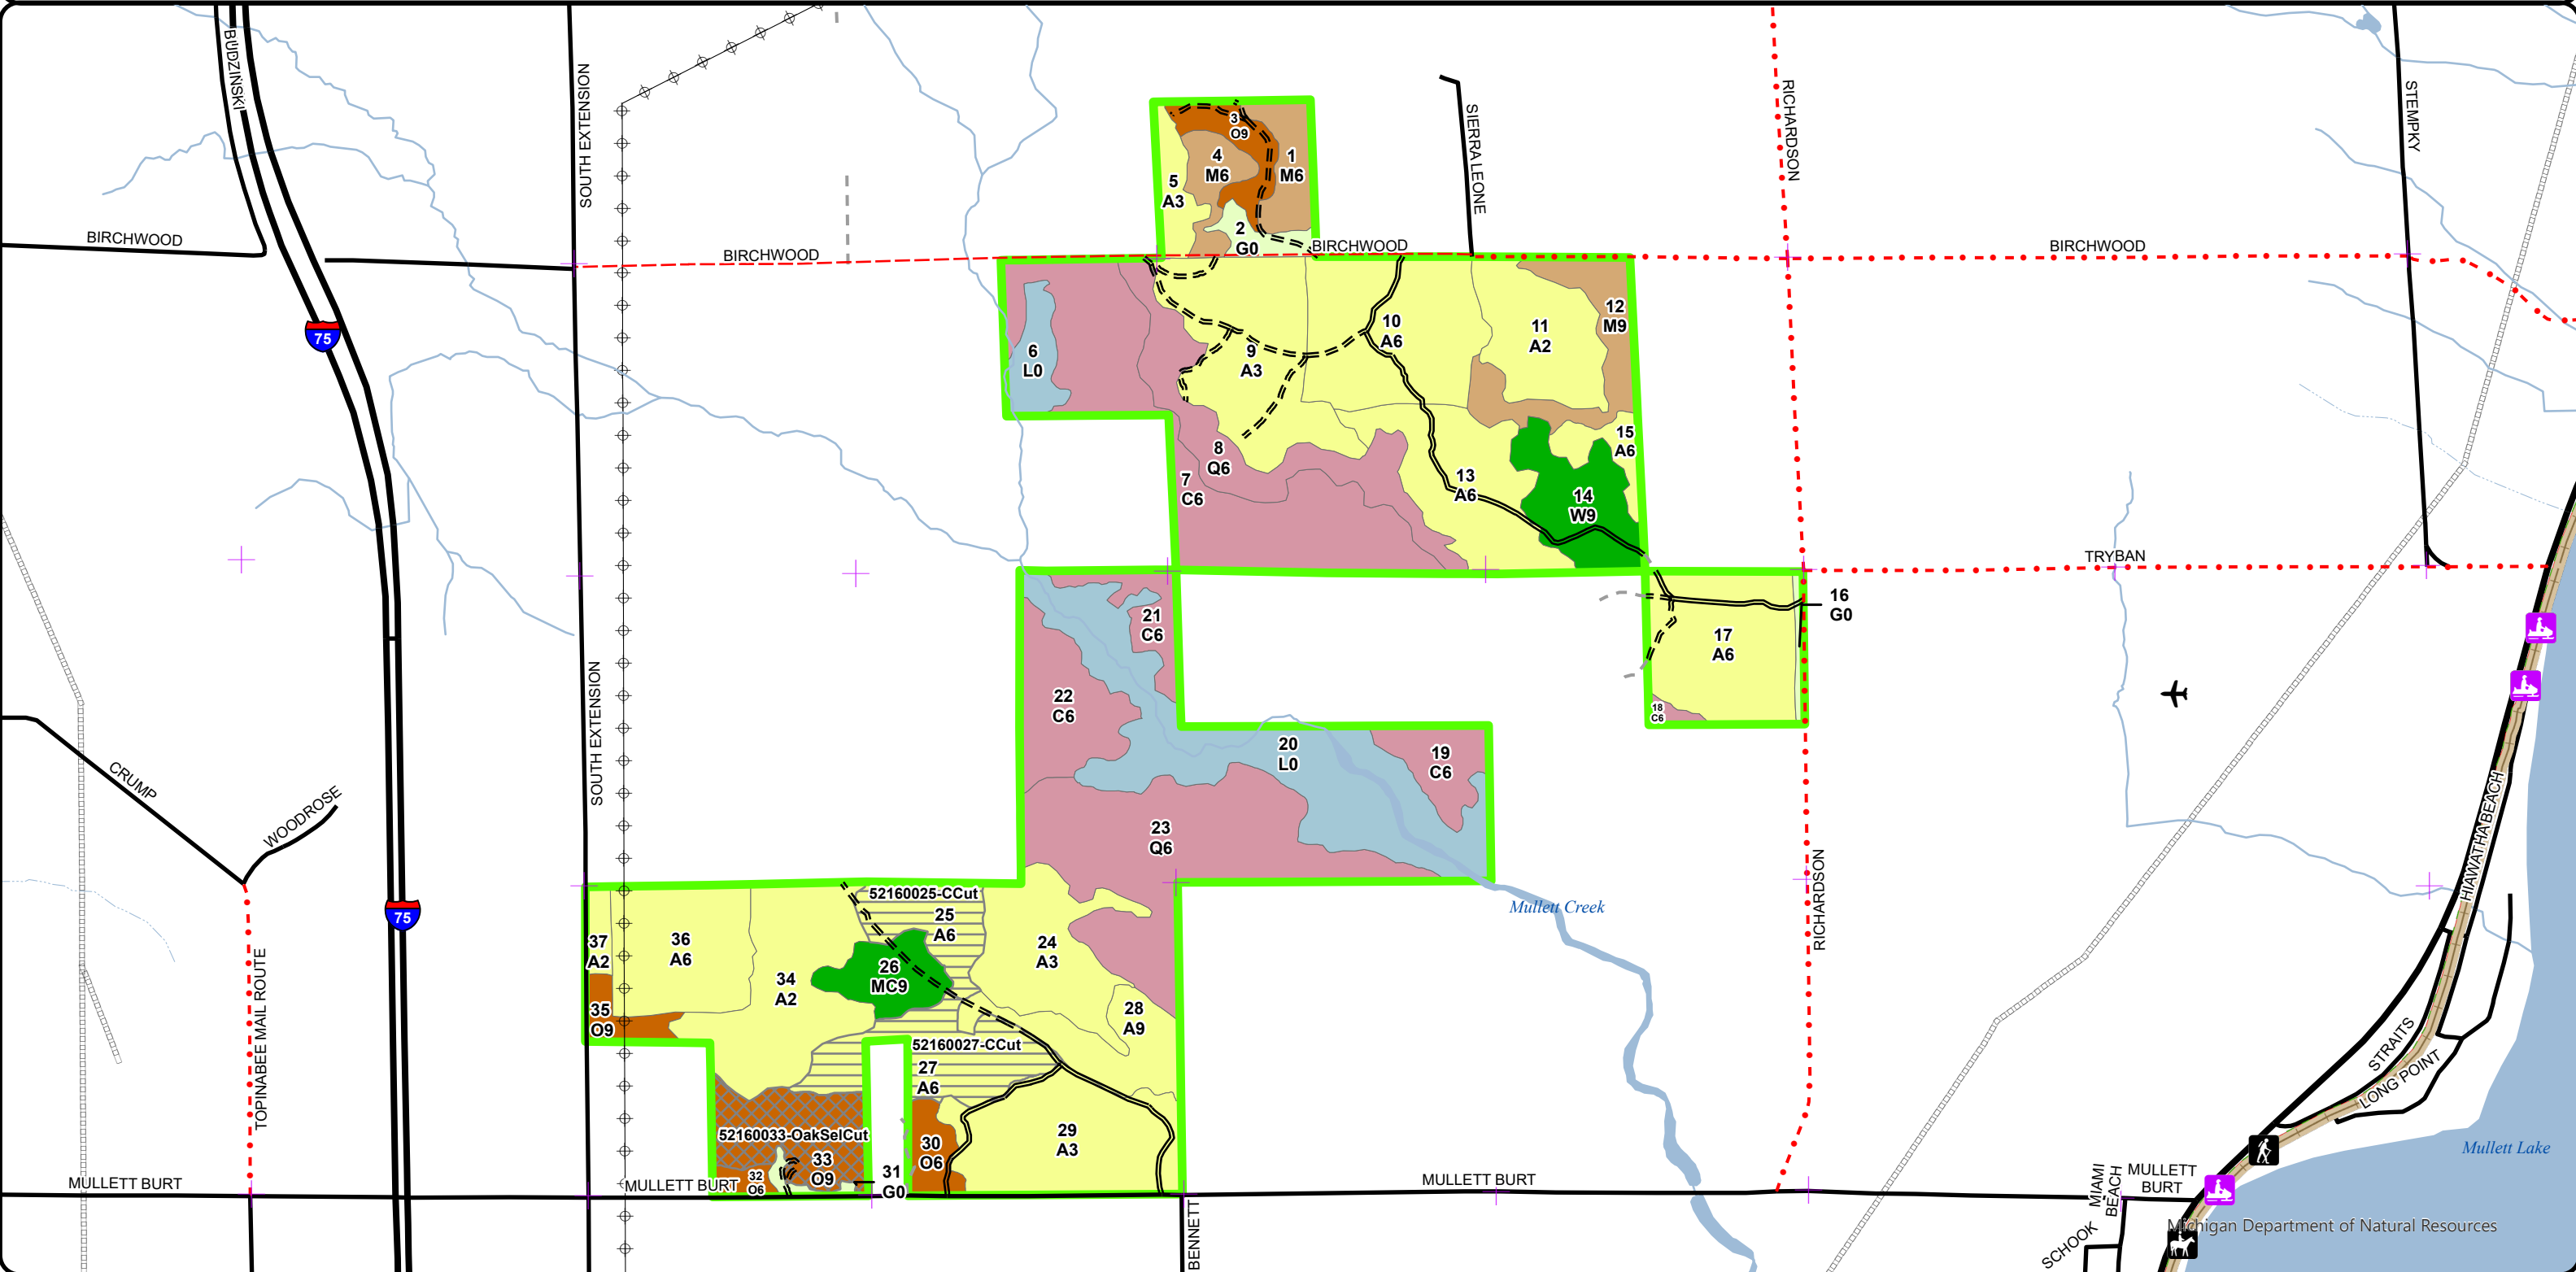 BUDZINSKI
SOUTH EXTENSION
SIERRA LEONE
RICHARDSON
STEMPKY
3
O9
4
M6
1
M6
5
A3
2
G0
BIRCHWOOD
BIRCHWOOD
BIRCHWOOD
BIRCHWOOD
75
6
L0
9
A3
10
A6
11
A2
12
M9
8
Q6
7
C6
13
A6
15
A6
14
W9
TRYBAN
16
G0
17
A6
18
C6
21
C6
22
C6
20
L0
19
C6
23
Q6
SOUTH EXTENSION
CRUMP
WOODROSE
75
HIAWATHA BEACH
RICHARDSON
Mullett Creek
52160025-CCut
25
A6
37
A2
36
A6
24
A3
26
MC9
34
A2
35
O9
28
A9
TOPINABEE MAIL ROUTE
52160027-CCut
27
A6
STRAITS
LONG POINT
52160033-OakSelCut
33
O9
32
O6
30
O6
29
A3
31
G0
Mullett Lake
MULLETT BURT
MULLETT BURT
MULLETT BURT
MULLETT
BURT
MIAMI
BEACH
BENNETT
SCHOOK
Michigan Department of Natural Resources